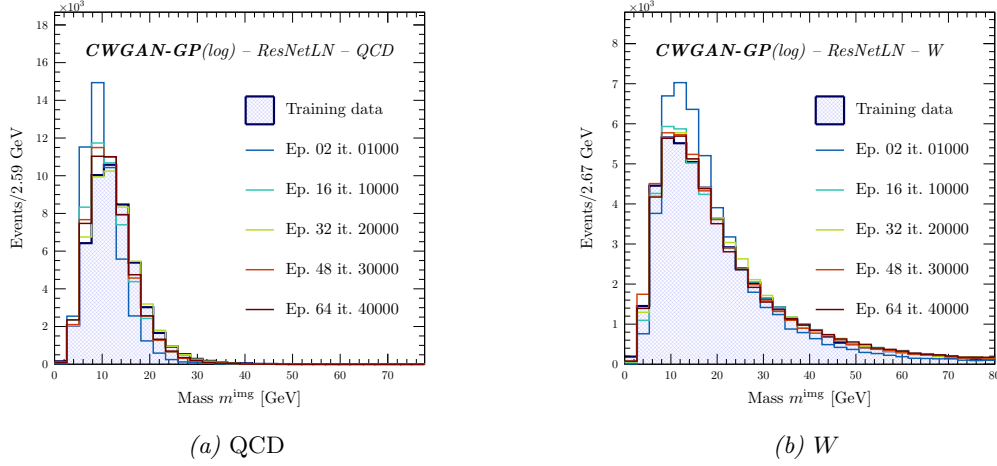 ×10³
CWGAN-GP(log) – ResNetLN – QCD
Training data
Ep. 02 it. 01000
Ep. 16 it. 10000
Ep. 32 it. 20000
Ep. 48 it. 30000
Ep. 64 it. 40000
Events/2.59 GeV
18
16
14
12
10
8
6
4
2
0
0 10 20 30 40 50 60 70
Mass m^img [GeV]
(a) QCD
×10³
CWGAN-GP(log) – ResNetLN – W
Training data
Ep. 02 it. 01000
Ep. 16 it. 10000
Ep. 32 it. 20000
Ep. 48 it. 30000
Ep. 64 it. 40000
Events/2.67 GeV
8
7
6
5
4
3
2
1
0
0 10 20 30 40 50 60 70 80
Mass m^img [GeV]
(b) W